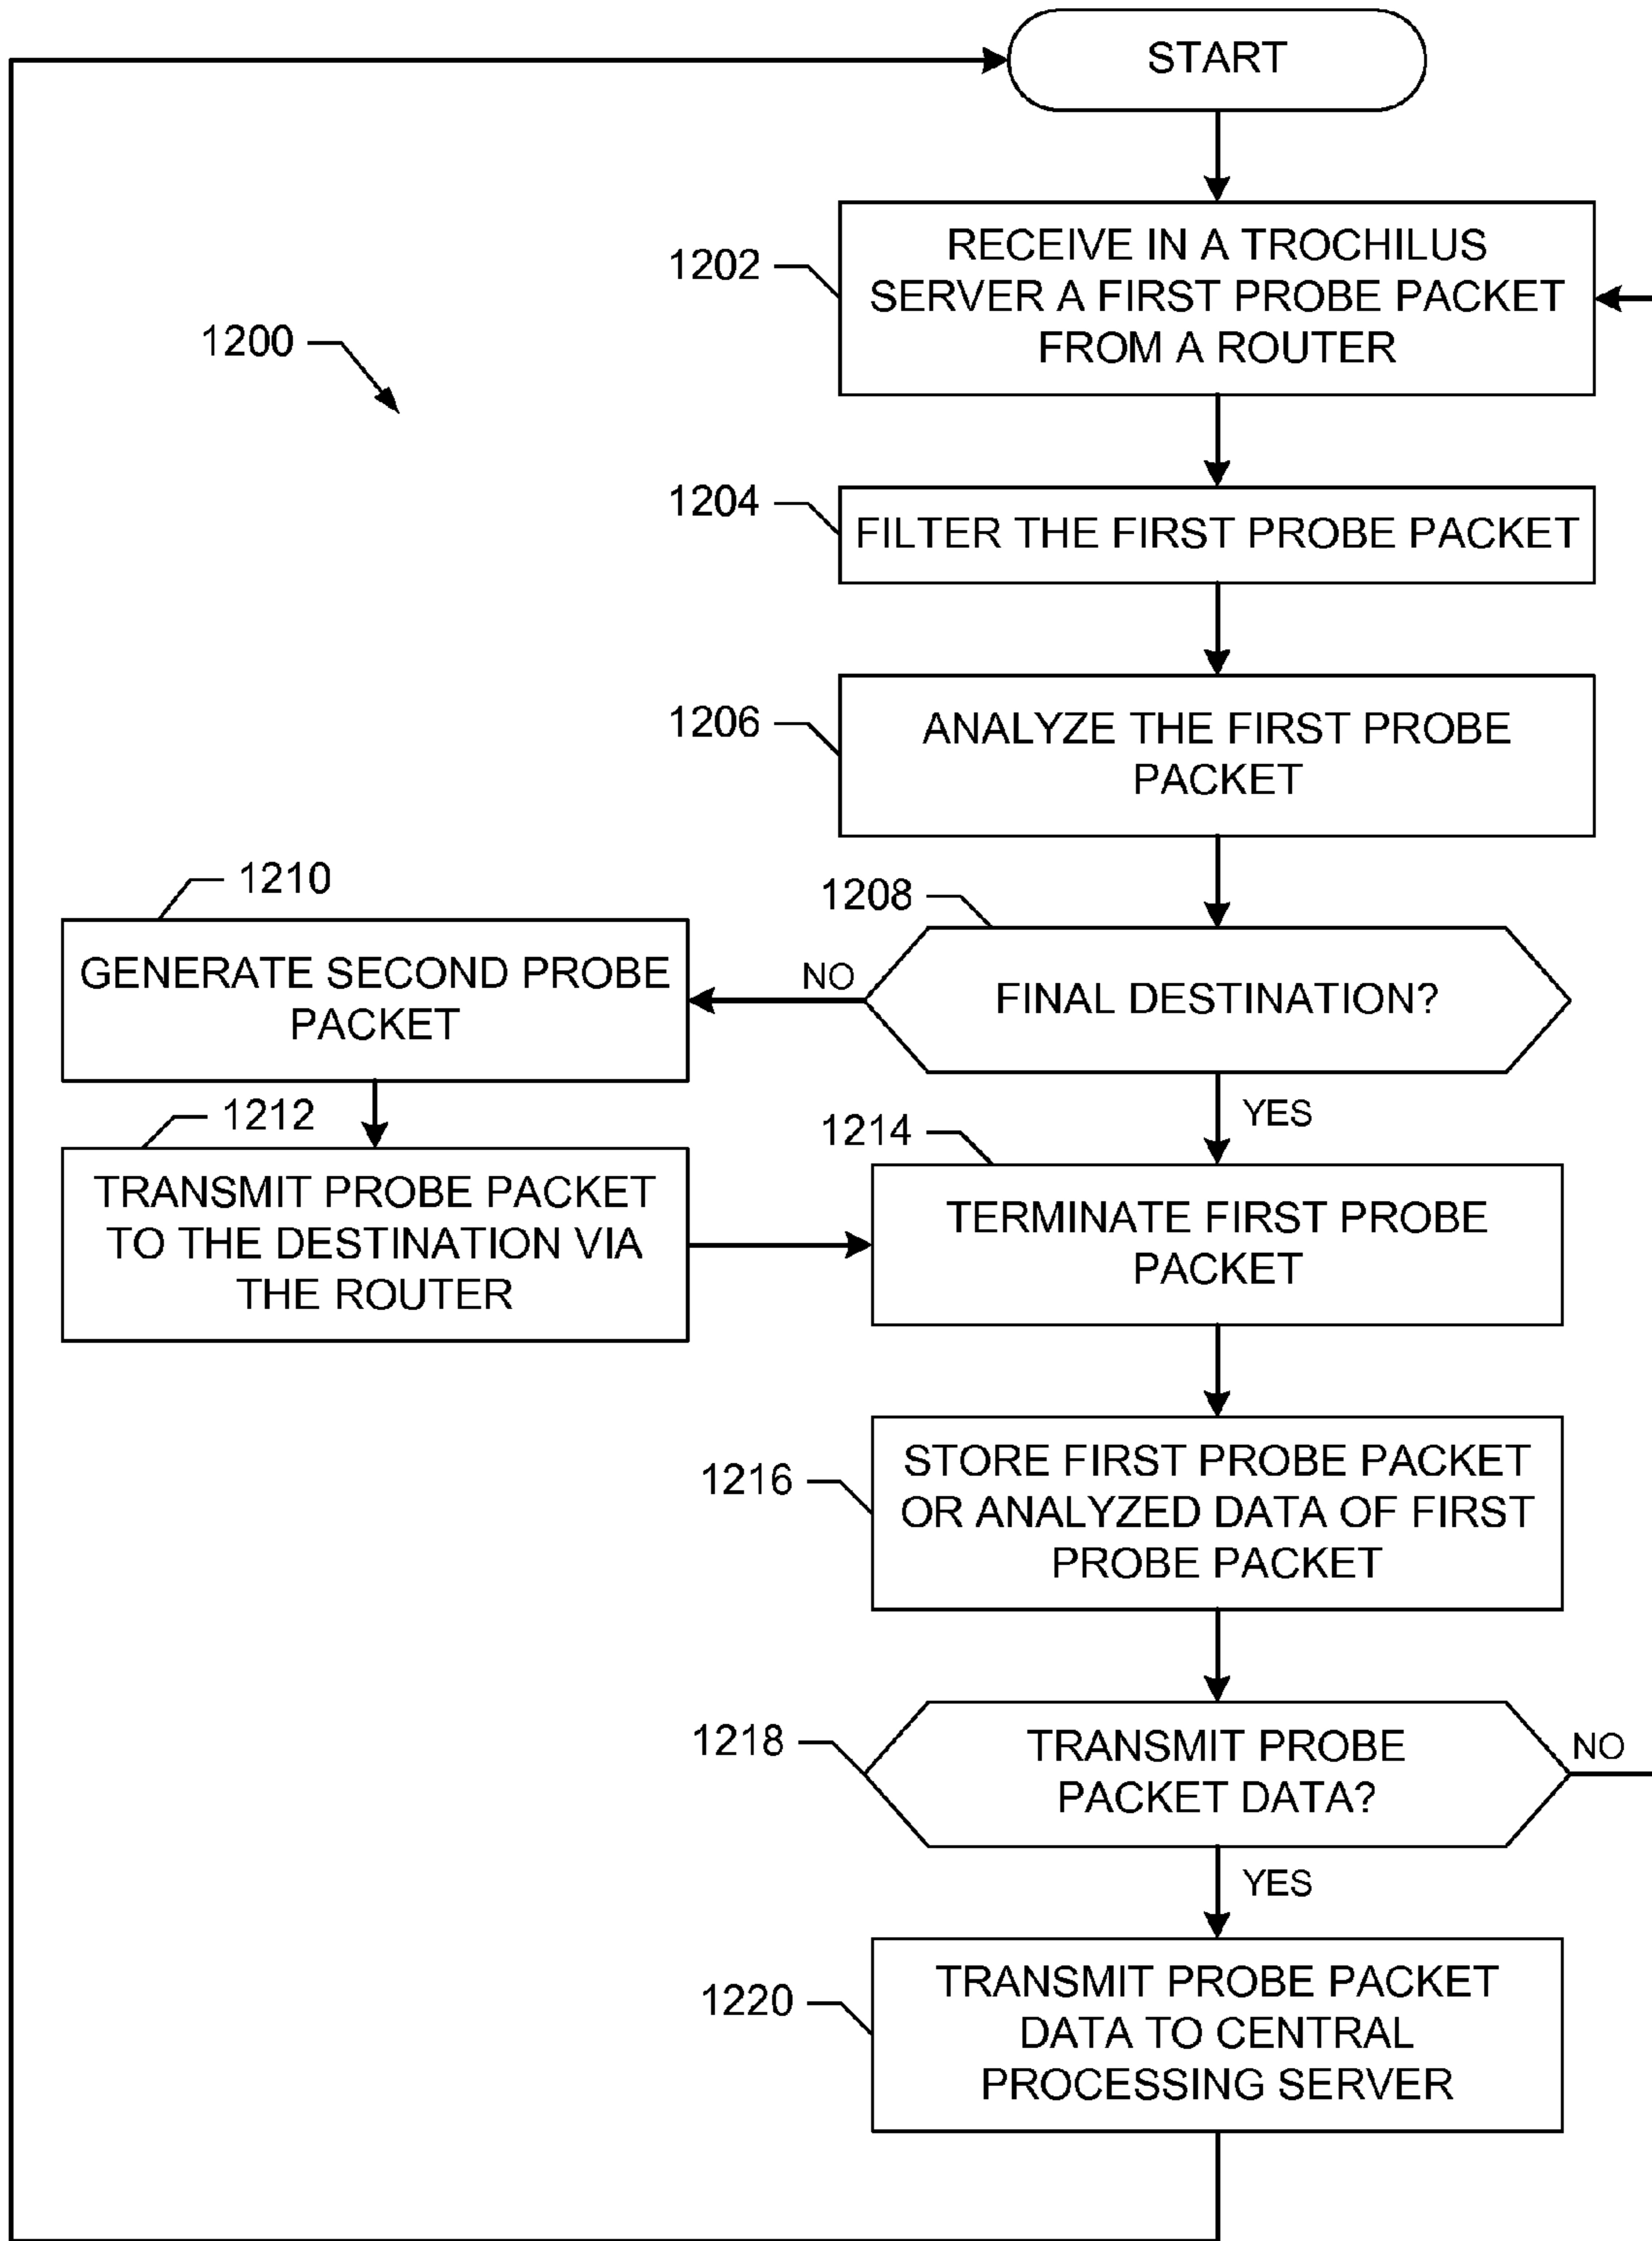 START
1202
RECEIVE IN A TROCHILUS
SERVER A FIRST PROBE PACKET
FROM A ROUTER
1200
1204
FILTER THE FIRST PROBE PACKET
1206
ANALYZE THE FIRST PROBE
PACKET
1210
1208
GENERATE SECOND PROBE
PACKET
NO
FINAL DESTINATION?
YES
1212
1214
TRANSMIT PROBE PACKET
TO THE DESTINATION VIA
THE ROUTER
TERMINATE FIRST PROBE
PACKET
1216
STORE FIRST PROBE PACKET
OR ANALYZED DATA OF FIRST
PROBE PACKET
1218
TRANSMIT PROBE
PACKET DATA?
NO
YES
1220
TRANSMIT PROBE PACKET
DATA TO CENTRAL
PROCESSING SERVER